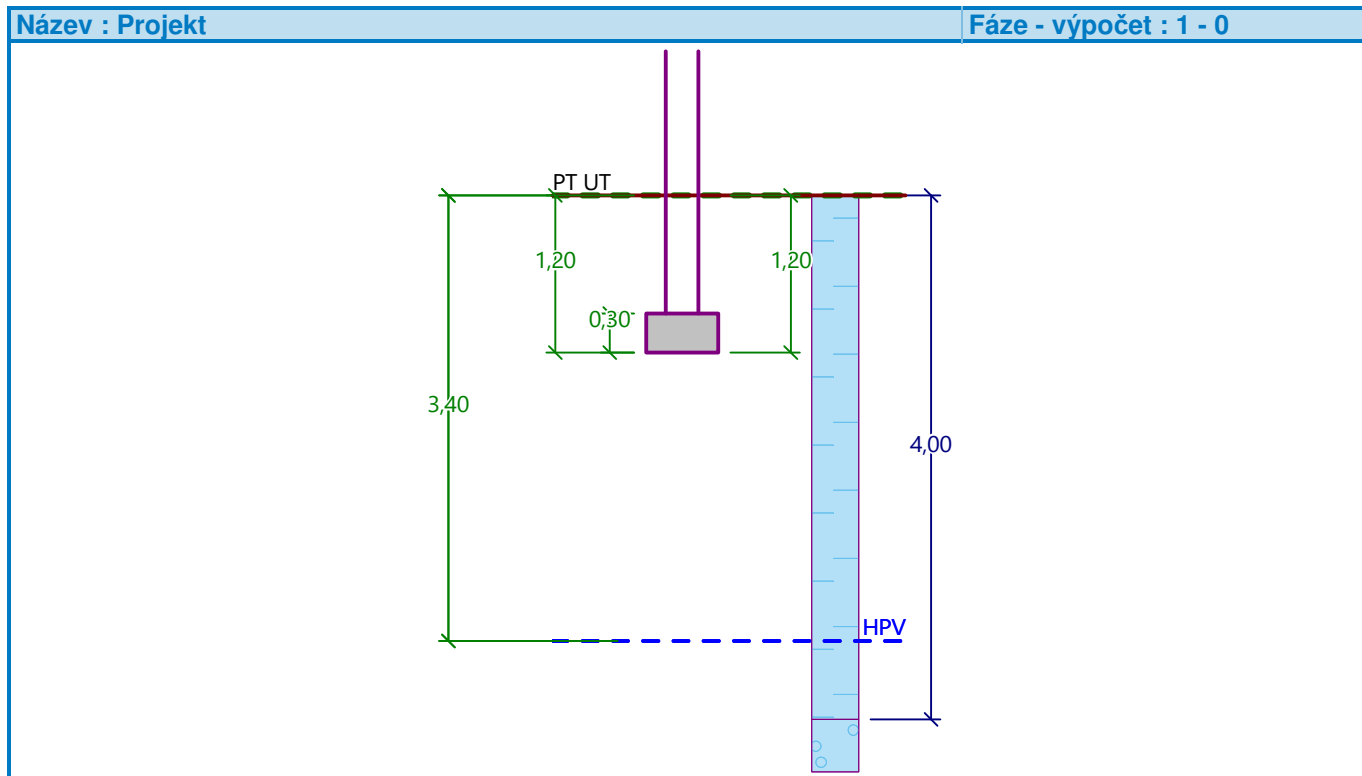 Název : Projekt
Fáze - výpočet : 1 - 0
PT UT
1,20
1,20
0,30
3,40
4,00
HPV